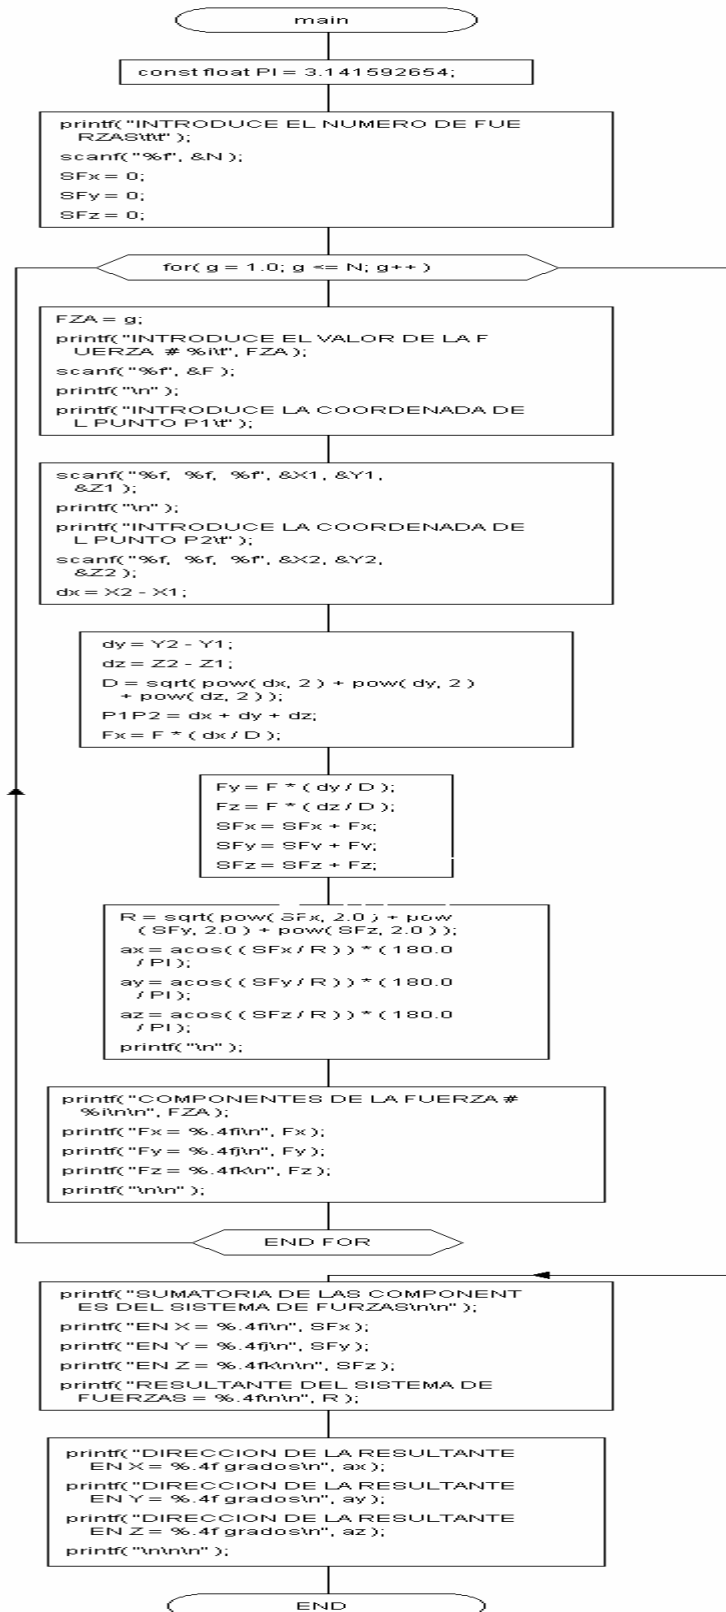 main
const float PI = 3.141592654;
printf("INTRODUCE EL NUMERO DE FUE
RZAS\t\t" );
scanf("%f", &N );
SFx = 0;
SFy = 0;
SFz = 0;
for( g = 1.0; g <= N; g++ )
FZA = g;
printf("INTRODUCE EL VALOR DE LA F
UERZA # %i\t", FZA );
scanf("%f", &F );
printf("\n" );
printf("INTRODUCE LA COORDENADA DE
L PUNTO P1\t" );
scanf("%f, %f, %f", &X1, &Y1,
&Z1 );
printf("\n" );
printf("INTRODUCE LA COORDENADA DE
L PUNTO P2\t" );
scanf("%f, %f, %f", &X2, &Y2,
&Z2 );
dx = X2 - X1;
dy = Y2 - Y1;
dz = Z2 - Z1;
D = sqrt( pow( dx, 2 ) + pow( dy, 2 )
+ pow( dz, 2 ) );
P1P2 = dx + dy + dz;
Fx = F * ( dx / D );
Fy = F * ( dy / D );
Fz = F * ( dz / D );
SFx = SFx + Fx;
SFy = SFy + Fy;
SFz = SFz + Fz;
R = sqrt( pow( SFx, 2.0 ) + pow
( SFy, 2.0 ) + pow( SFz, 2.0 ) );
ax = acos( ( SFx / R ) ) * ( 180.0
/ PI );
ay = acos( ( SFy / R ) ) * ( 180.0
/ PI );
az = acos( ( SFz / R ) ) * ( 180.0
/ PI );
printf("\n" );
printf("COMPONENTES DE LA FUERZA #
%i\n\n", FZA );
printf("Fx = %.4fi\n", Fx );
printf("Fy = %.4fj\n", Fy );
printf("Fz = %.4fk\n", Fz );
printf("\n\n" );
END FOR
printf("SUMATORIA DE LAS COMPONENT
ES DEL SISTEMA DE FURZAS\n\n" );
printf("EN X = %.4fi\n", SFx );
printf("EN Y = %.4fj\n", SFy );
printf("EN Z = %.4fk\n\n", SFz );
printf("RESULTANTE DEL SISTEMA DE
FUERZAS = %.4f\n\n", R );
printf("DIRECCION DE LA RESULTANTE
EN X = %.4f grados\n", ax );
printf("DIRECCION DE LA RESULTANTE
EN Y = %.4f grados\n", ay );
printf("DIRECCION DE LA RESULTANTE
EN Z = %.4f grados\n", az );
printf("\n\n\n" );
END